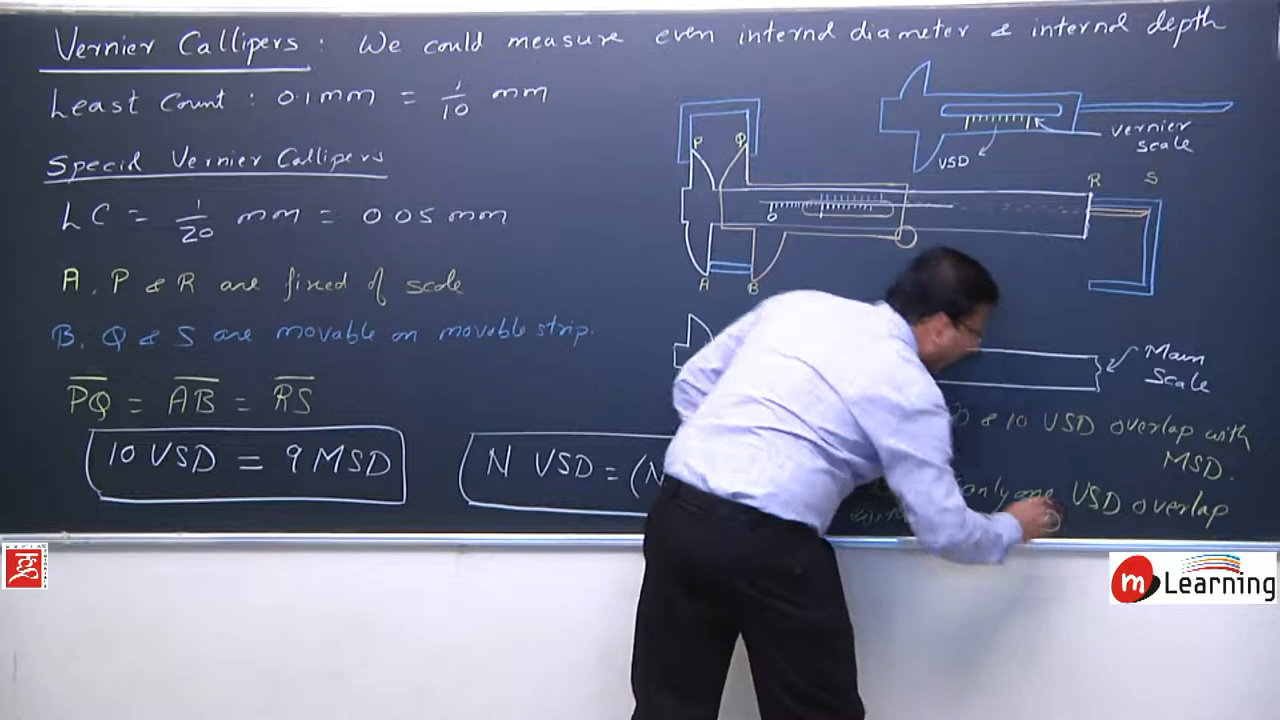 Vernier Callipers : We could measure even internal diameter & internal depth
Least Count : 0.1mm = 1/10 mm
Special Vernier Callipers
LC = 1/20 mm = 0.05 mm
A, P & R are fixed of scale
B, Q & S are movable on movable strip.
PQ = AB = RS
10 VSD = 9 MSD
N VSD = (N
P
Q
R
S
0
A
B
VSD
Vernier
scale
Main
Scale
& 10 VSD overlap with
MSD.
only one VSD overlap
mLearning